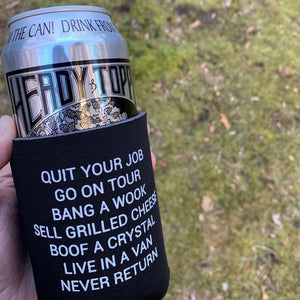 THE CAN! DRINK FRO
HEADY TOPP
QUIT YOUR JOB
GO ON TOUR
BANG A WOOK
SELL GRILLED CHEESE
BOOF A CRYSTAL
LIVE IN A VAN
NEVER RETURN